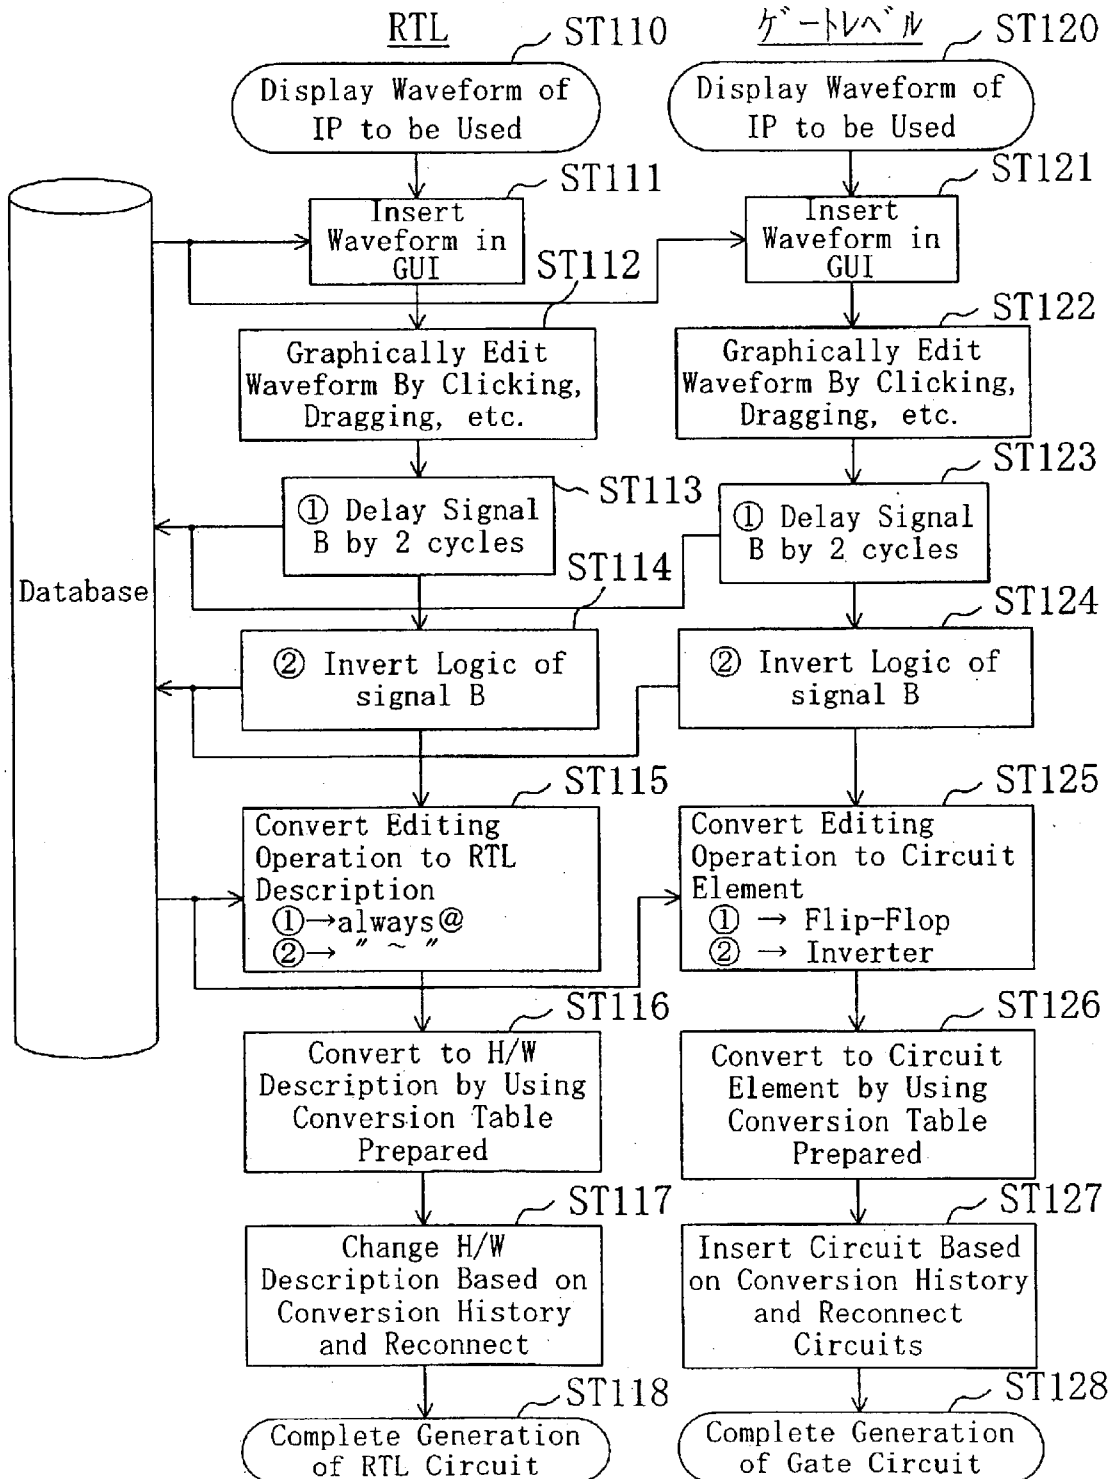 RTL
ST110
Display Waveform of
IP to be Used
ST111
Insert
Waveform in
GUI
ST112
Graphically Edit
Waveform By Clicking,
Dragging, etc.
ST113
① Delay Signal
B by 2 cycles
ST114
② Invert Logic of
signal B
ST115
Convert Editing
Operation to RTL
Description
①→always@
②→ " ~ "
ST116
Convert to H/W
Description by Using
Conversion Table
Prepared
ST117
Change H/W
Description Based on
Conversion History
and Reconnect
ST118
Complete Generation
of RTL Circuit
Database
ゲートレベル
ST120
Display Waveform of
IP to be Used
ST121
Insert
Waveform in
GUI
ST122
Graphically Edit
Waveform By Clicking,
Dragging, etc.
ST123
① Delay Signal
B by 2 cycles
ST124
② Invert Logic of
signal B
ST125
Convert Editing
Operation to Circuit
Element
① → Flip-Flop
② → Inverter
ST126
Convert to Circuit
Element by Using
Conversion Table
Prepared
ST127
Insert Circuit Based
on Conversion History
and Reconnect
Circuits
ST128
Complete Generation
of Gate Circuit